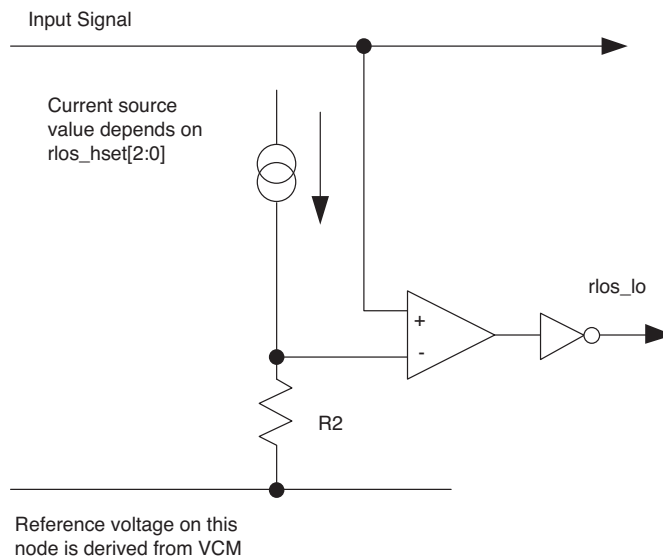 Input Signal
Current source
value depends on
rlos_hset[2:0]
rlos_lo
+
-
R2
Reference voltage on this
node is derived from VCM